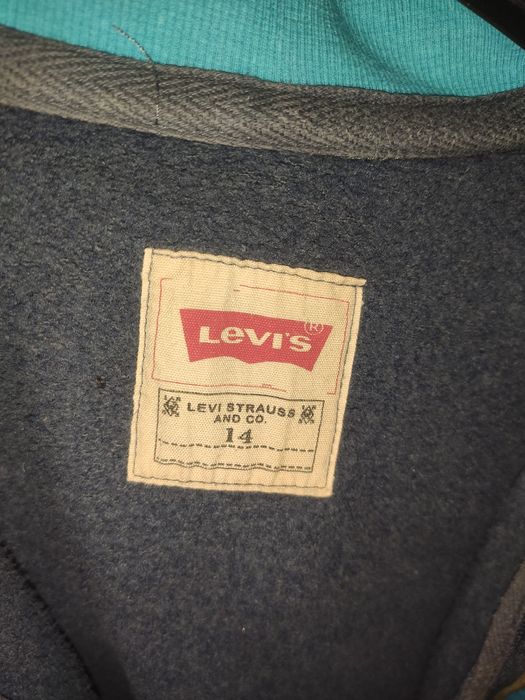 Levi's®
LEVI STRAUSS
AND CO.
14